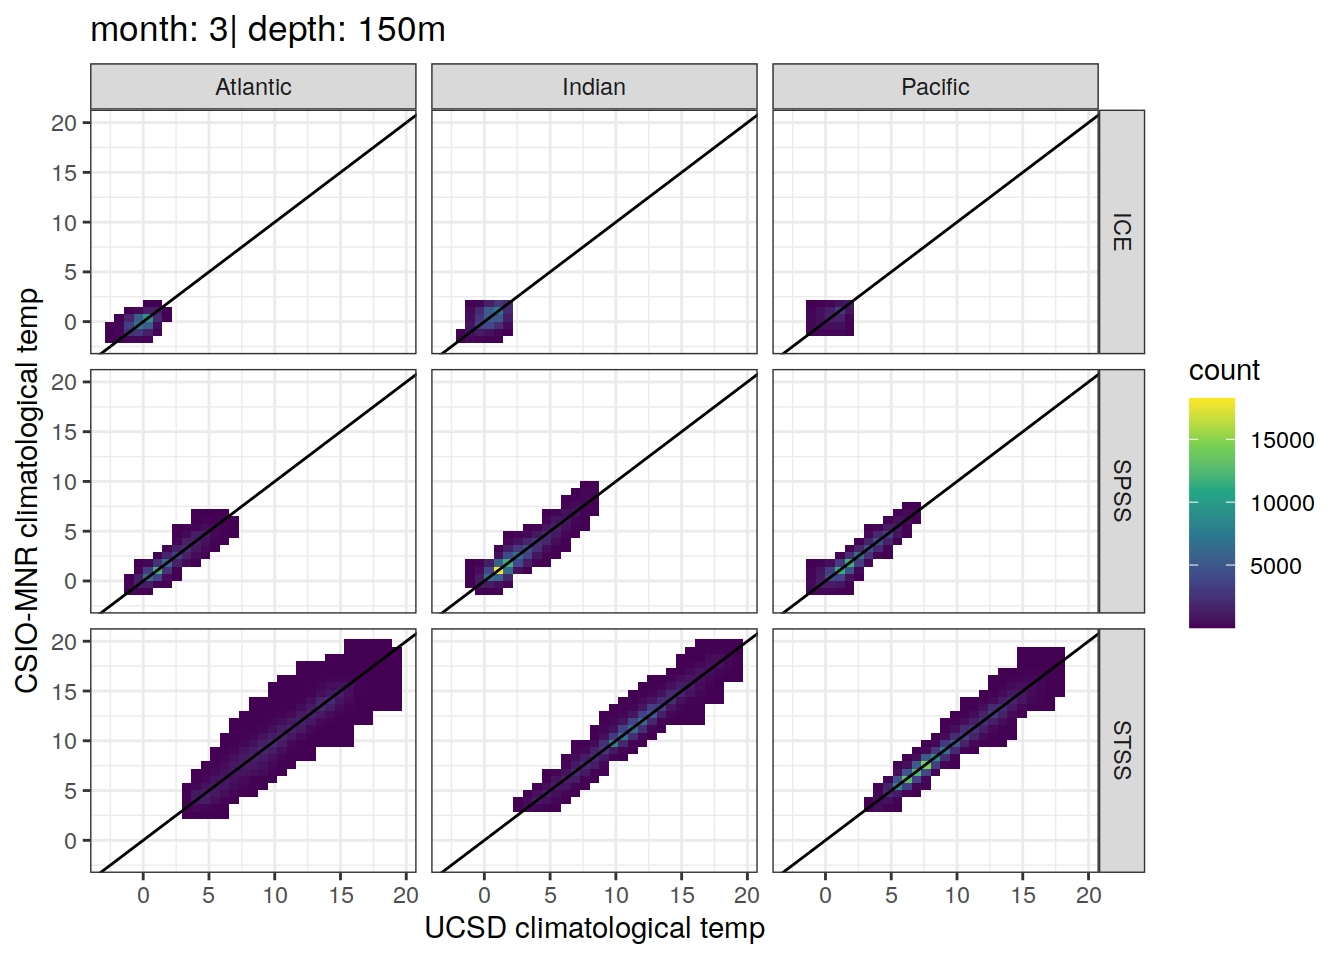 month: 3| depth: 150m
Atlantic
Indian
Pacific
20
15
10
5
0
ICE
20
15
10
5
0
SPSS
20
15
10
5
0
STSS
0 5 10 15 20
0 5 10 15 20
0 5 10 15 20
UCSD climatological temp
CSIO-MNR climatological temp
count
15000
10000
5000